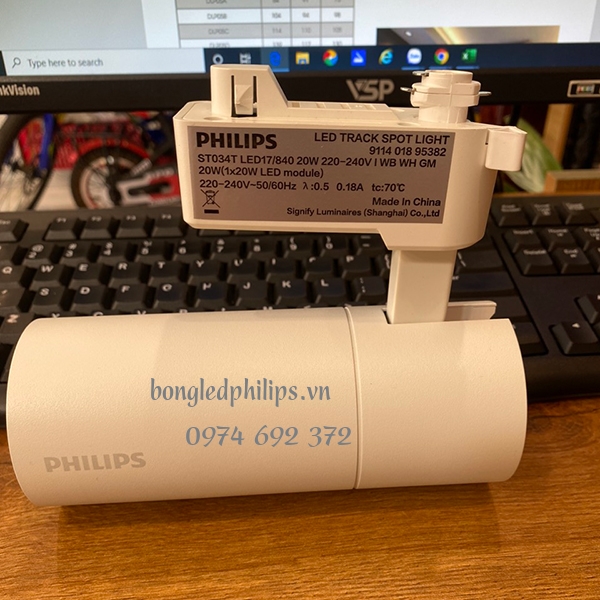 Type here to search
nkVision
VSP
PHILIPS
LED TRACK SPOT LIGHT
9114 018 95382
ST034T LED17/840 20W 220-240V I WB WH GM
20W(1x20W LED module)
220-240V~50/60Hz λ:0.5 0.18A tc:70℃
Made In China
Signify Luminaires (Shanghai) Co.,Ltd
bongledphilips.vn
0974 692 372
PHILIPS